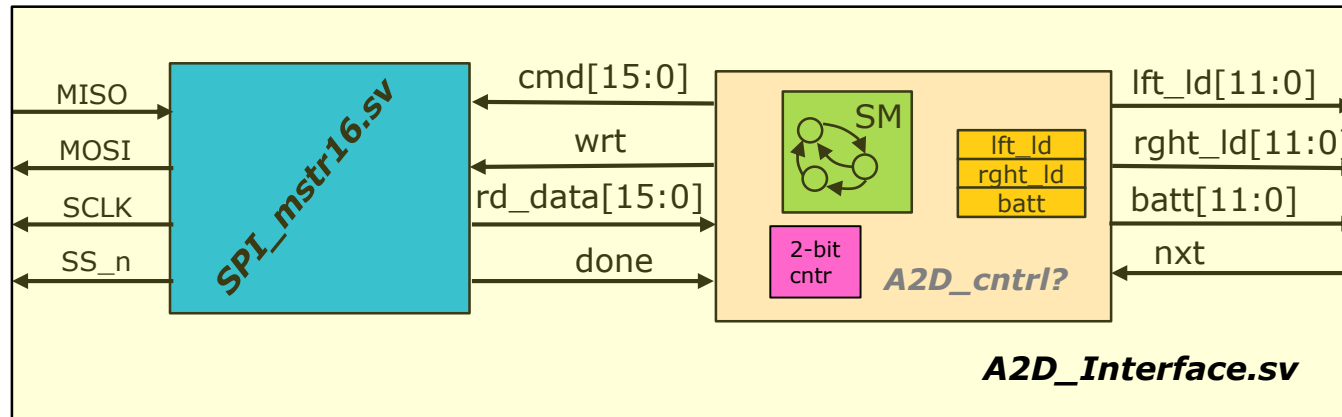 MISO
MOSI
SCLK
SS_n
SPI_mstr16.sv
cmd[15:0]
wrt
rd_data[15:0]
done
SM
2-bit
cntr
lft_ld
rght_ld
batt
A2D_cntrl?
lft_ld[11:0]
rght_ld[11:0]
batt[11:0]
nxt
A2D_Interface.sv